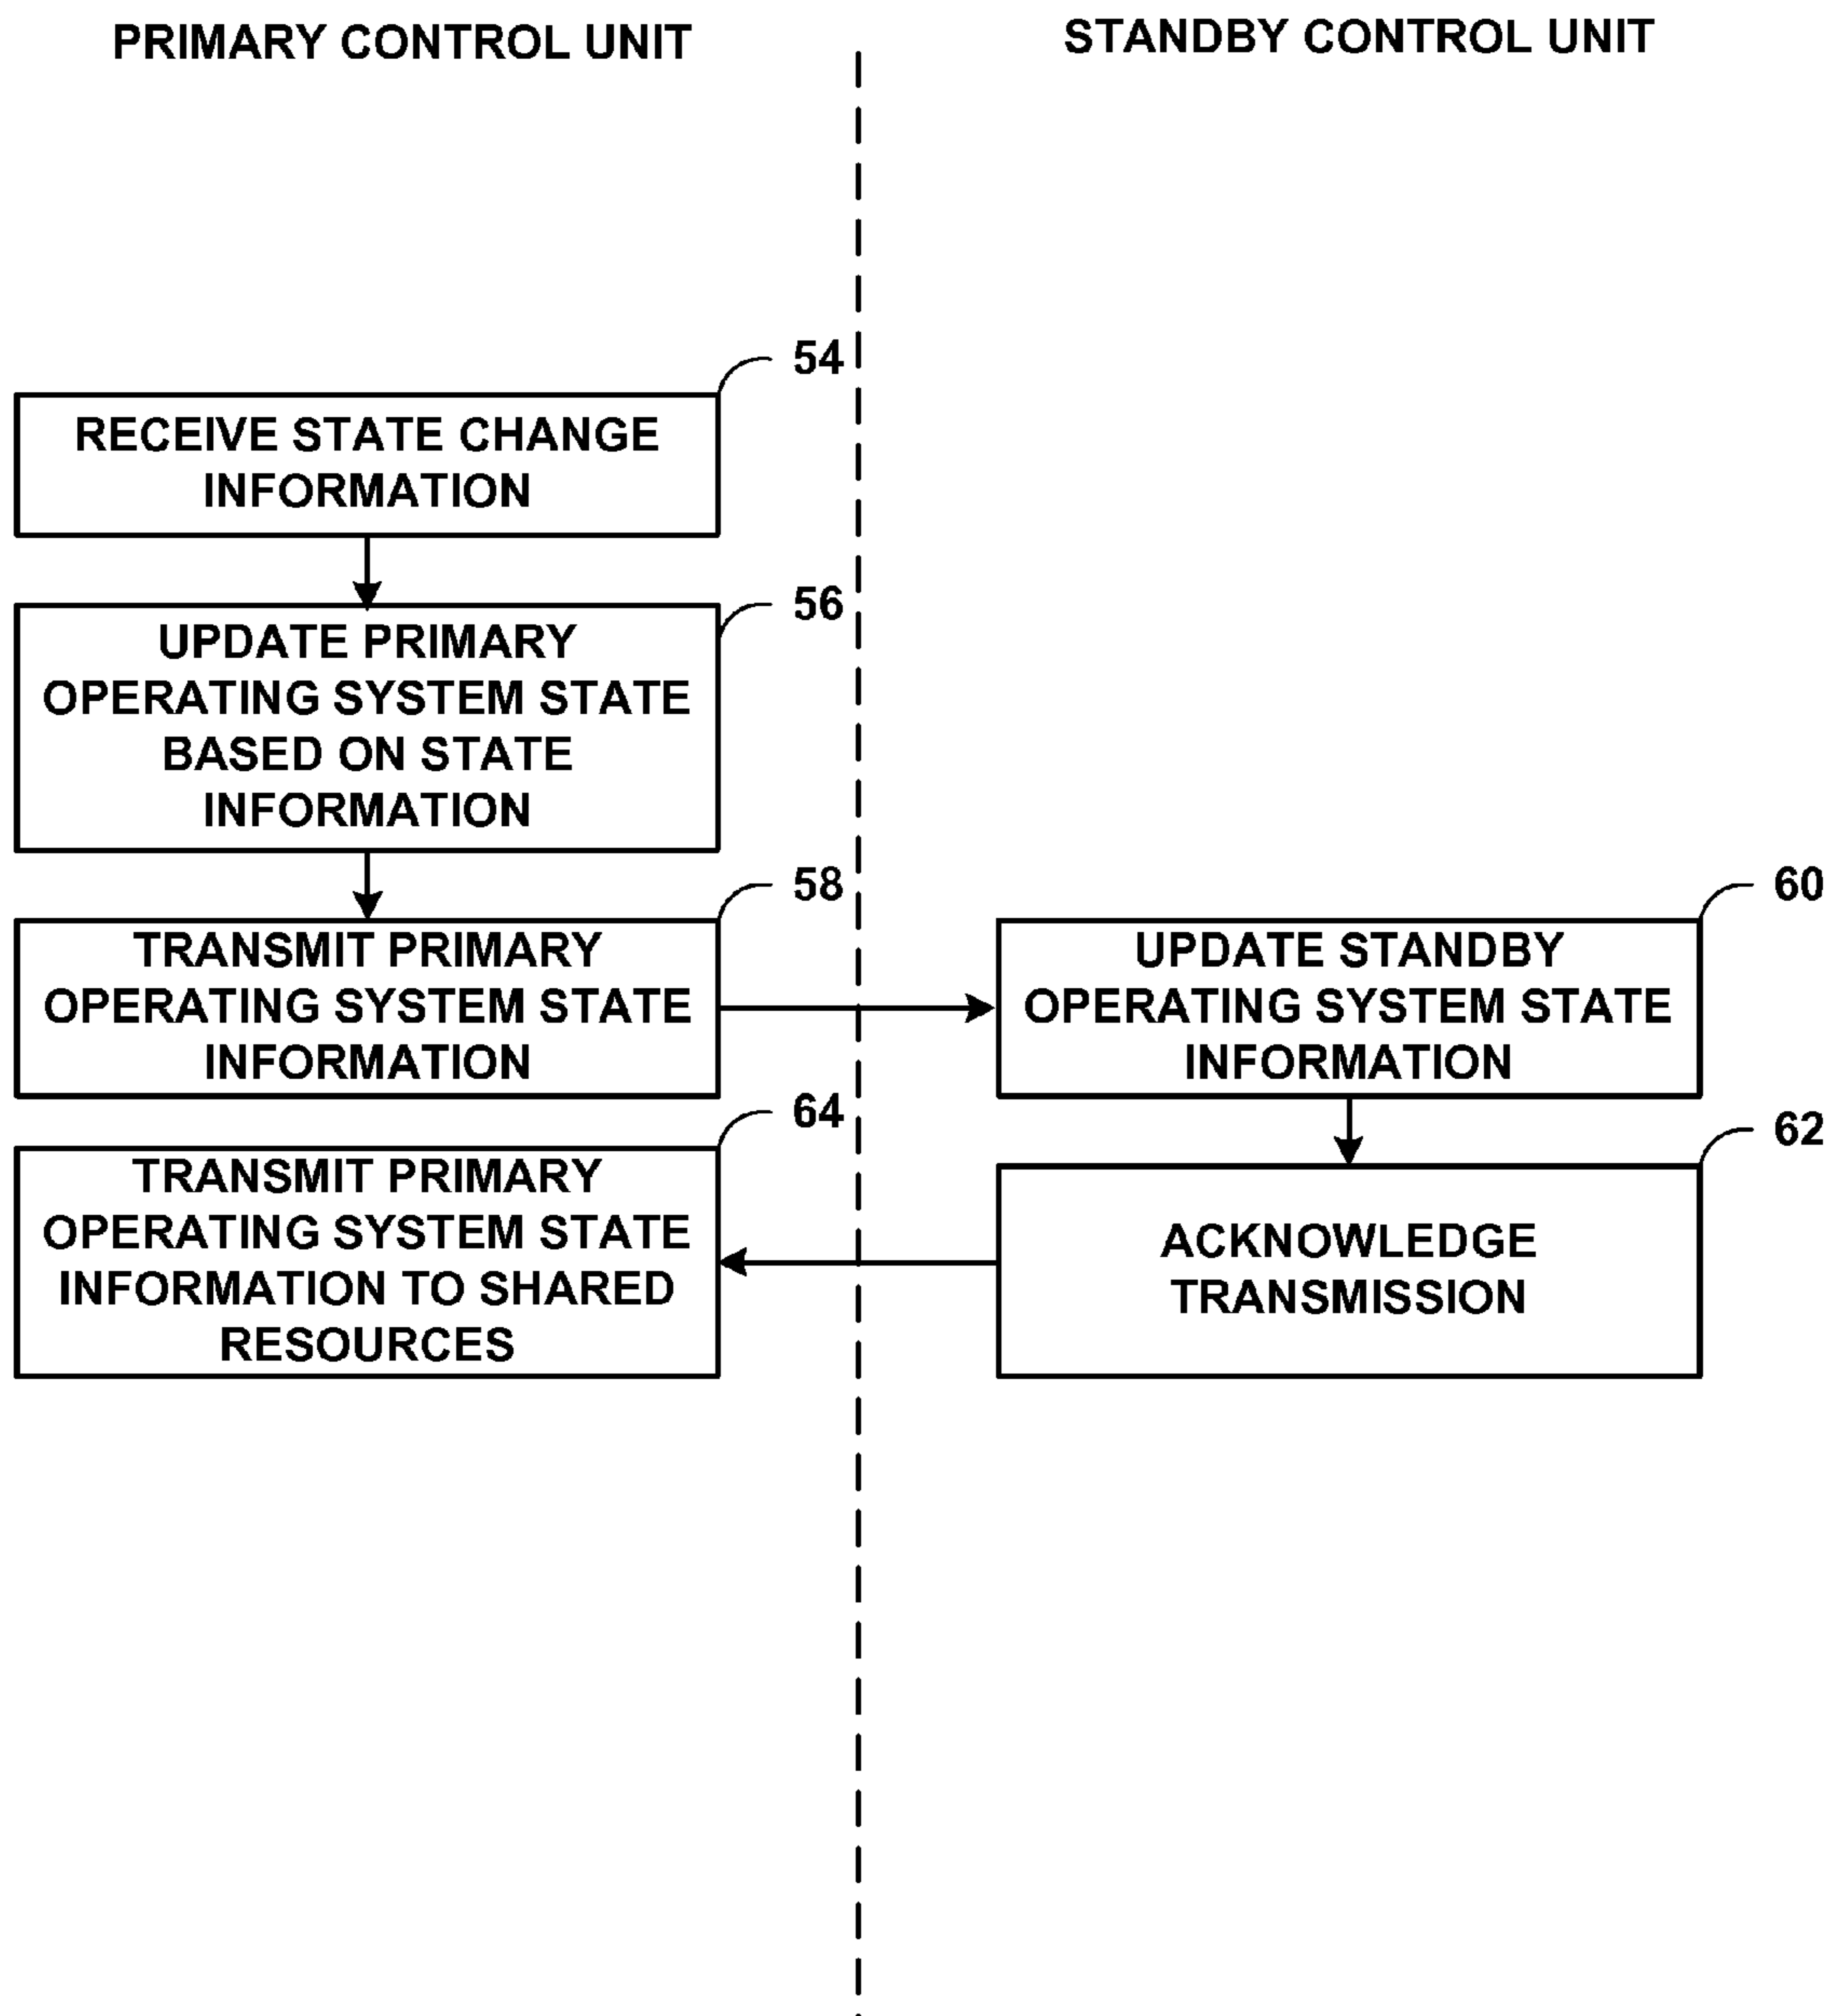 PRIMARY CONTROL UNIT
STANDBY CONTROL UNIT
54
RECEIVE STATE CHANGE
INFORMATION
56
UPDATE PRIMARY
OPERATING SYSTEM STATE
BASED ON STATE
INFORMATION
58
TRANSMIT PRIMARY
OPERATING SYSTEM STATE
INFORMATION
60
UPDATE STANDBY
OPERATING SYSTEM STATE
INFORMATION
62
ACKNOWLEDGE
TRANSMISSION
64
TRANSMIT PRIMARY
OPERATING SYSTEM STATE
INFORMATION TO SHARED
RESOURCES